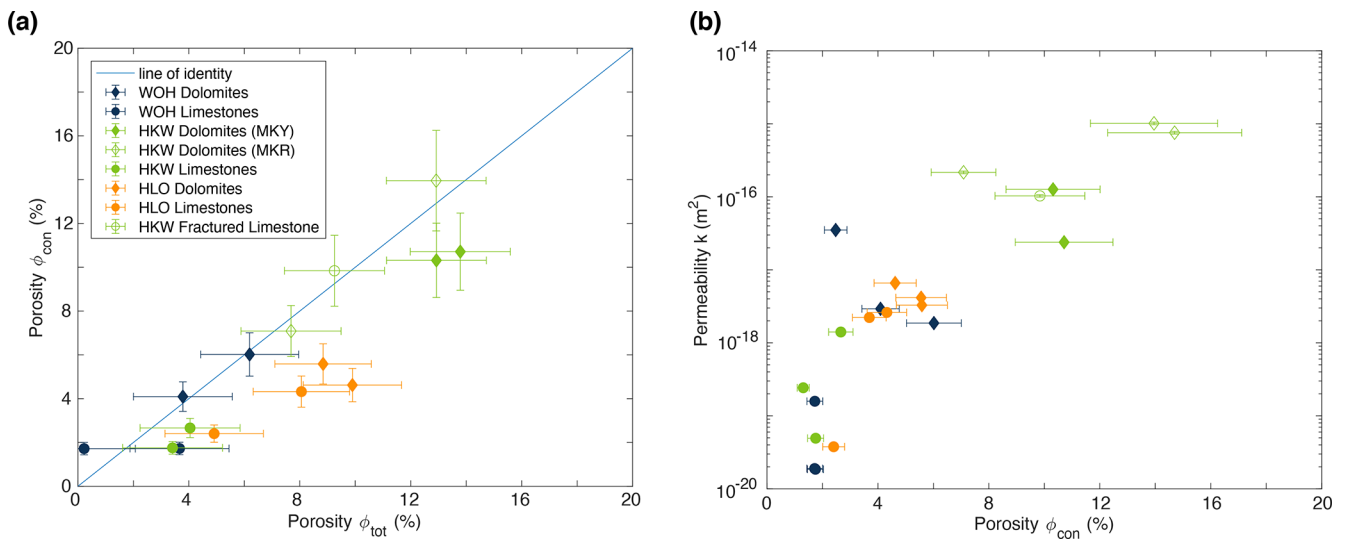 (a)
20
16
12
8
4
0
Porosity ϕcon (%)
line of identity
WOH Dolomites
WOH Limestones
HKW Dolomites (MKY)
HKW Dolomites (MKR)
HKW Limestones
HLO Dolomites
HLO Limestones
HKW Fractured Limestone
0 4 8 12 16 20
Porosity ϕtot (%)
(b)
10-14
10-16
10-18
10-20
Permeability k (m2)
0 4 8 12 16 20
Porosity ϕcon (%)